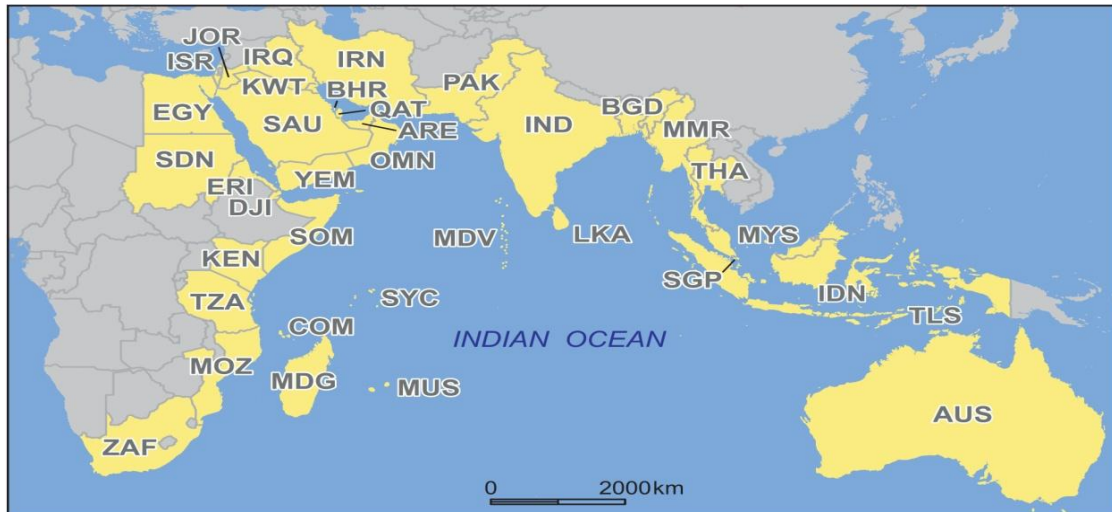 JOR
ISR
IRQ
IRN
KWT
BHR
PAK
EGY
QAT
BGD
SAU
ARE
IND
MMR
SDN
OMN
THA
YEM
ERI
DJI
SOM
MDV
LKA
MYS
KEN
SGP
TZA
SYC
IDN
COM
TLS
INDIAN OCEAN
MOZ
MDG
MUS
AUS
ZAF
0 2000km